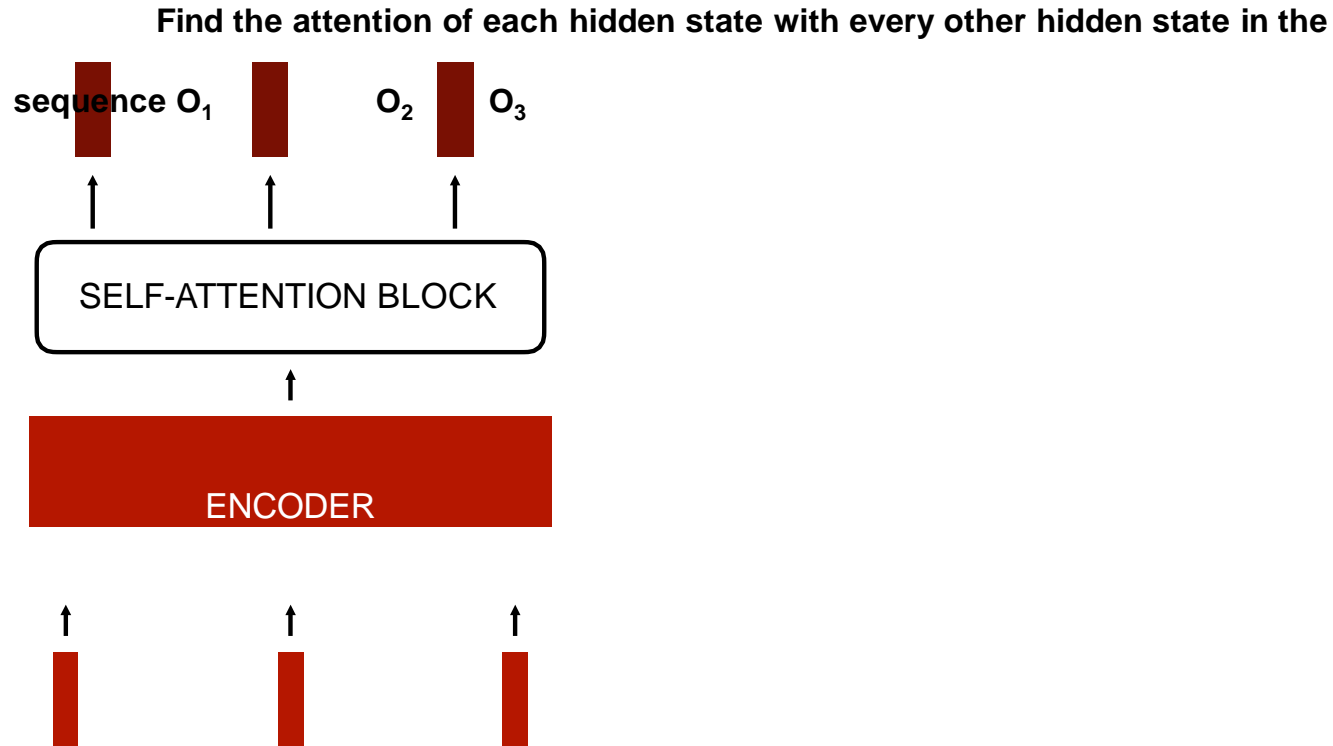 Find the attention of each hidden state with every other hidden state in the
sequence O₁ O₂ O₃
SELF-ATTENTION BLOCK
ENCODER